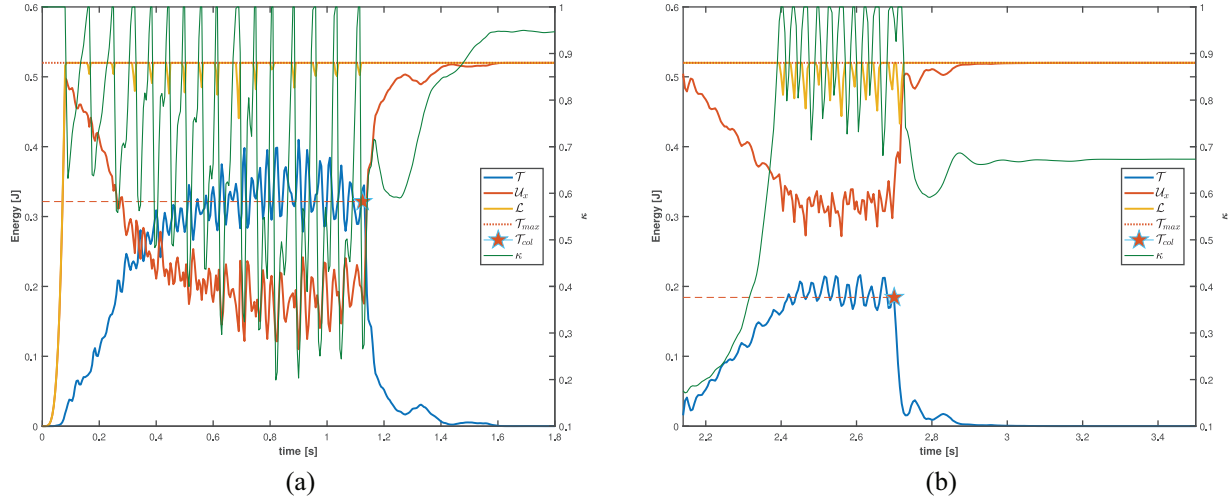 0.6
0.5
0.4
0.3
0.2
0.1
0
Energy [J]
0
0.2
0.4
0.6
0.8
1.0
1.2
1.4
1.6
1.8
time [s]
1
0.9
0.8
0.7
0.6
0.5
0.4
0.3
0.2
0.1
κ
𝒯
𝒰x
ℒ
𝒯max
𝒯col
κ
(a)
0.6
0.5
0.4
0.3
0.2
0.1
0
Energy [J]
2.2
2.4
2.6
2.8
3
3.2
3.4
time [s]
1
0.9
0.8
0.7
0.6
0.5
0.4
0.3
0.2
0.1
κ
𝒯
𝒰x
ℒ
𝒯max
𝒯col
κ
(b)